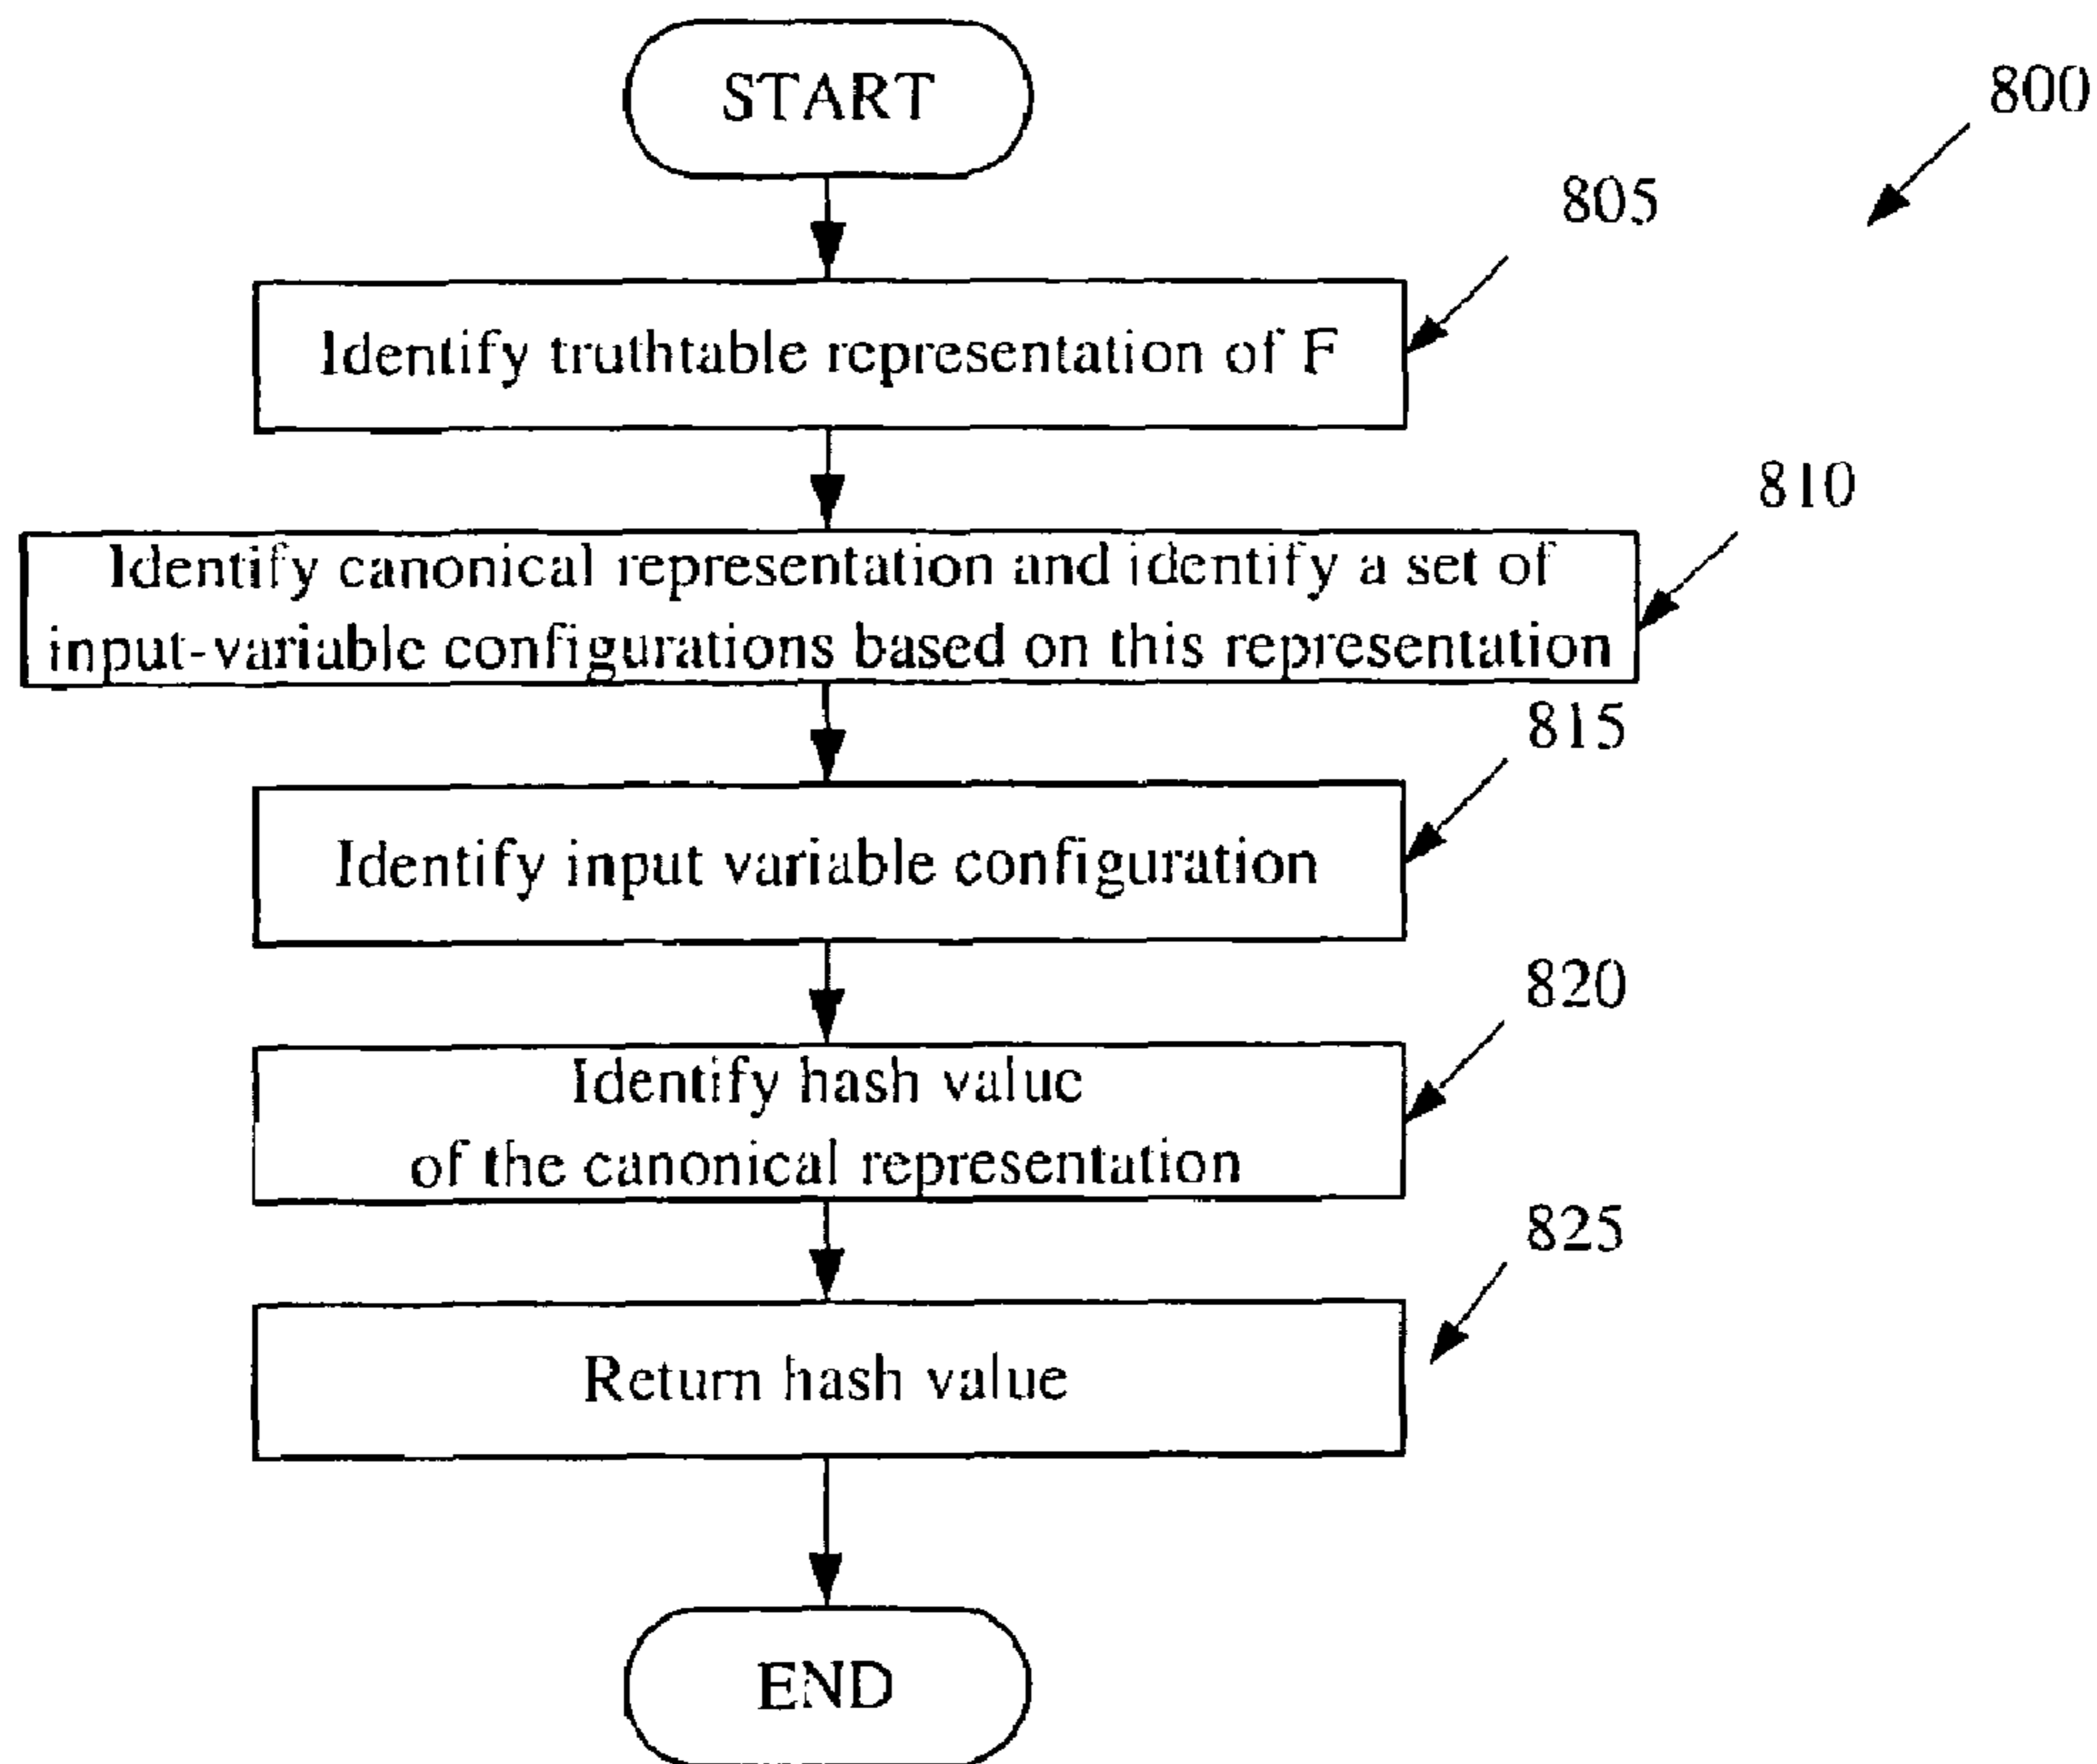 START
800
805
Identify truthtable representation of F
810
Identify canonical representation and identify a set of
input-variable configurations based on this representation
815
Identify input variable configuration
820
Identify hash value
of the canonical representation
825
Return hash value
END